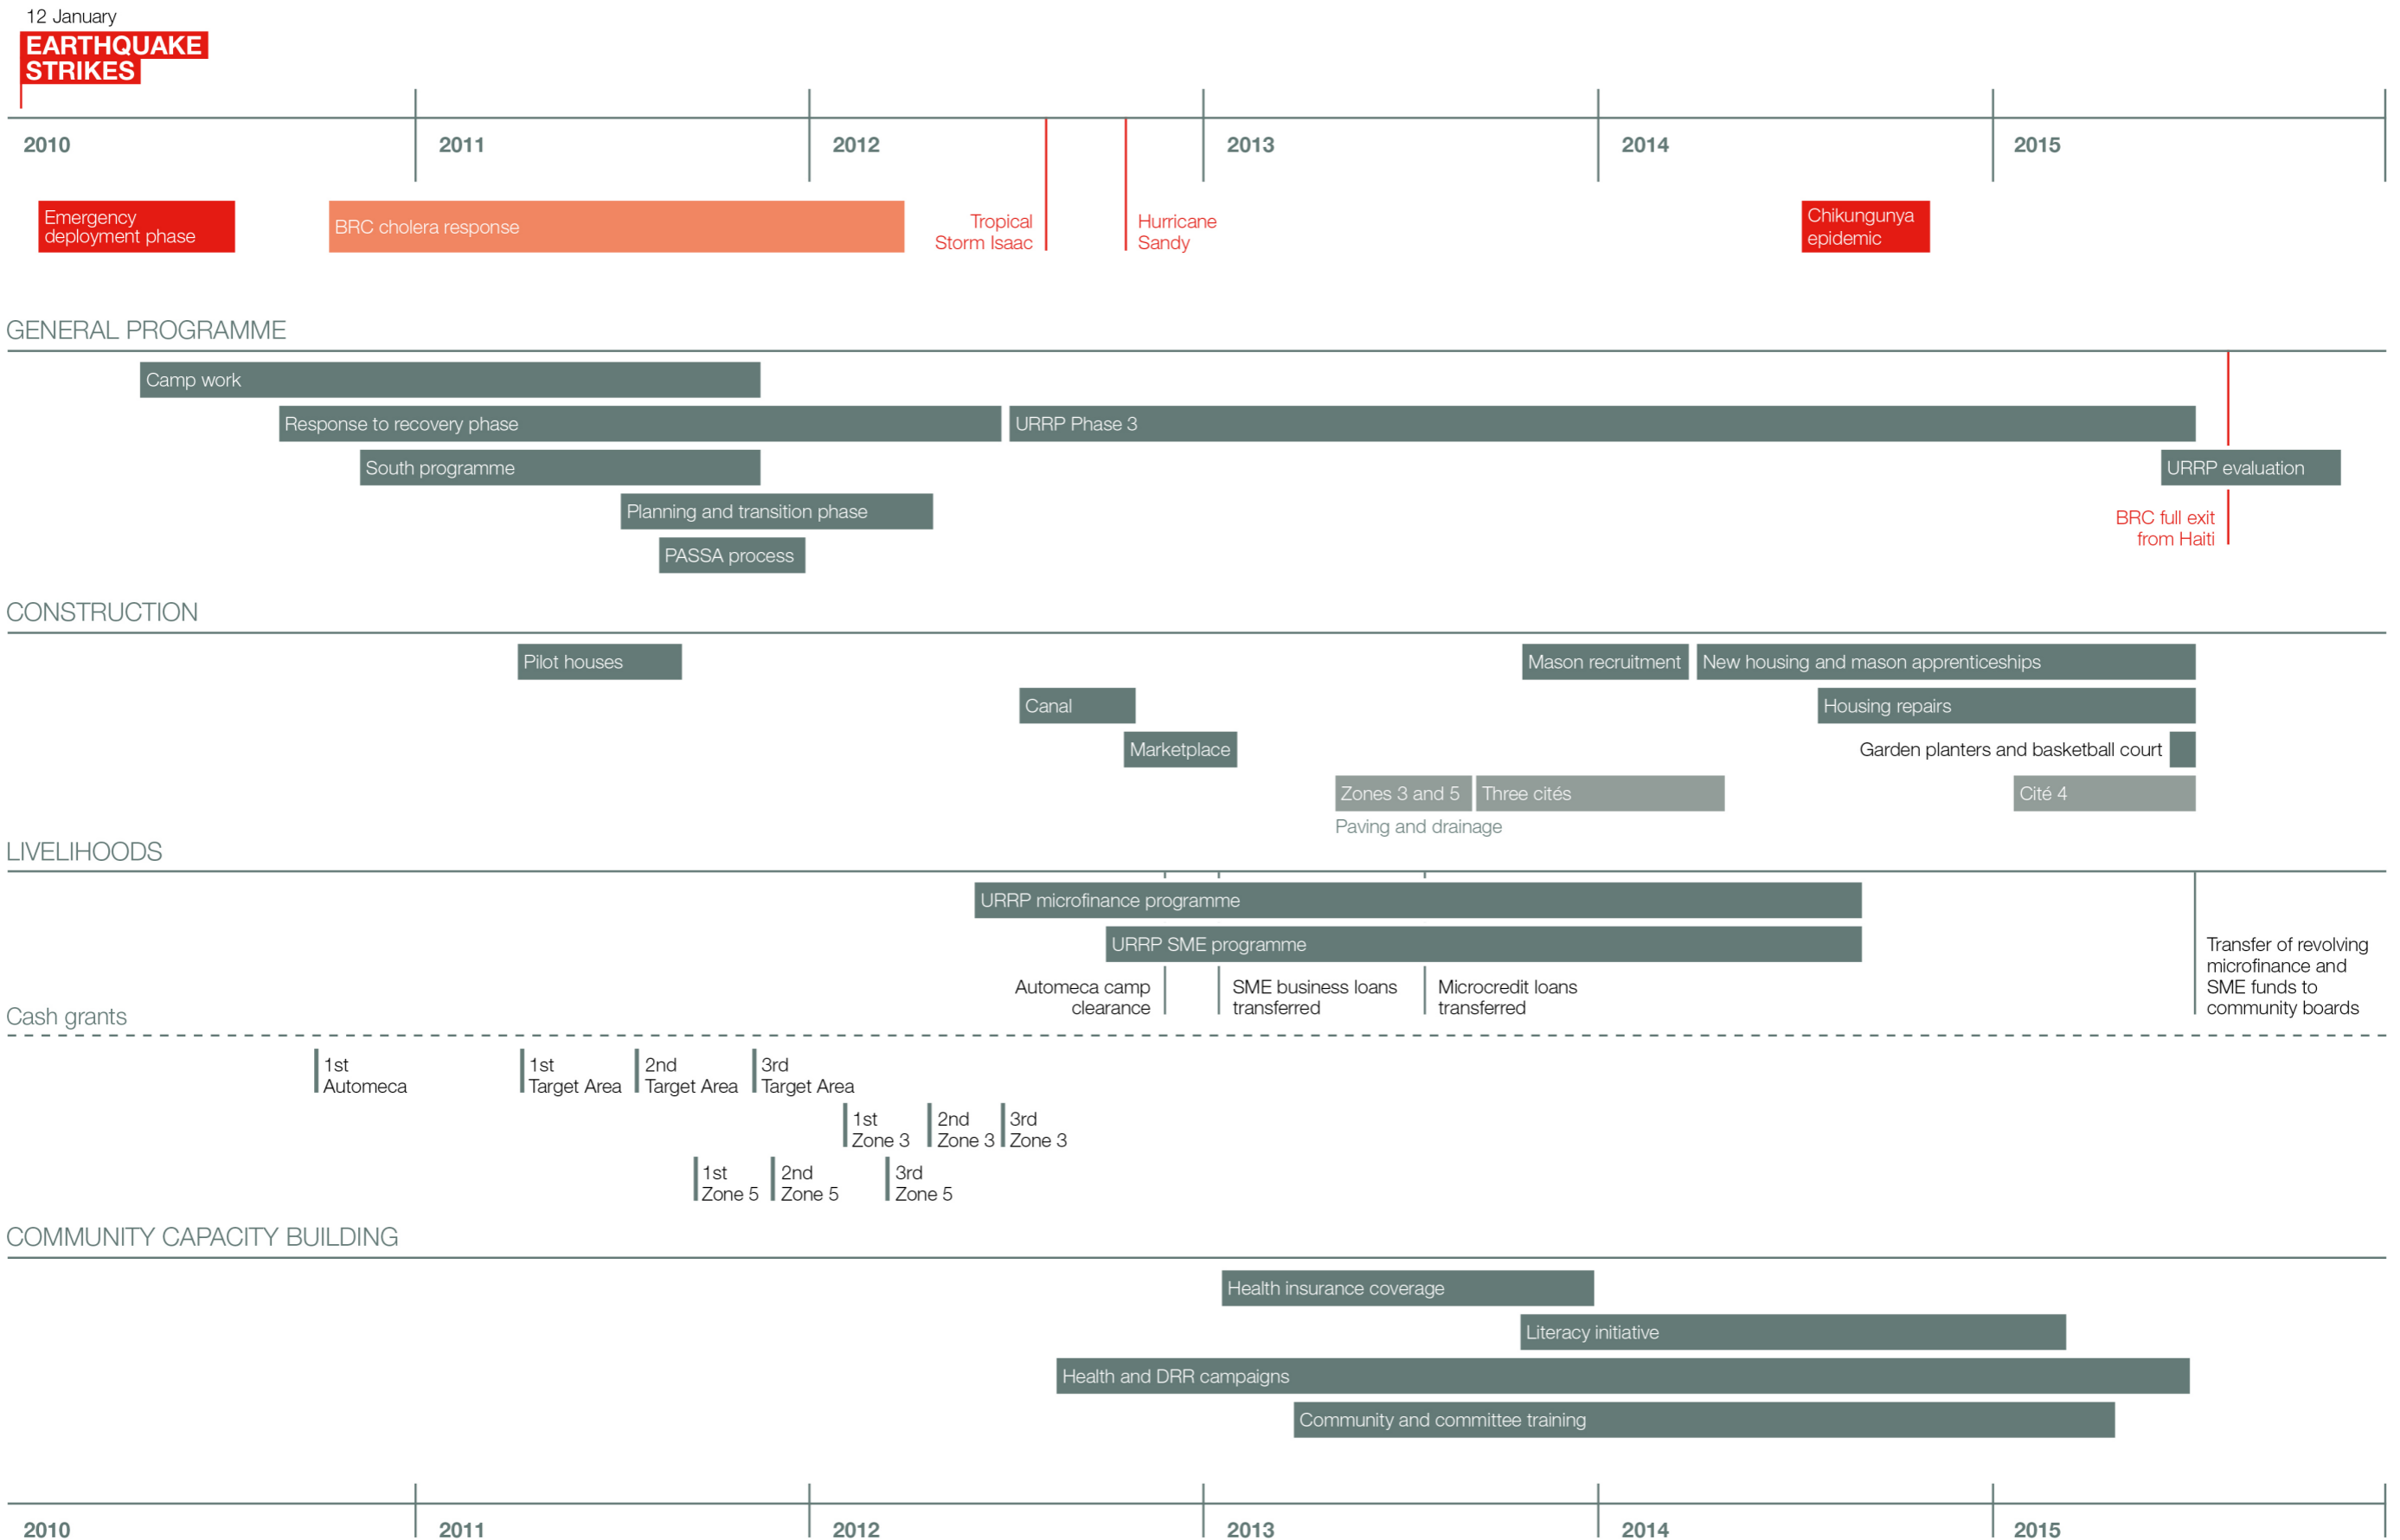 12 January
EARTHQUAKE
STRIKES
2010 2011 2012 2013 2014 2015
Emergency
deployment phase
BRC cholera response
Tropical
Storm Isaac
Hurricane
Sandy
Chikungunya
epidemic
GENERAL PROGRAMME
Camp work
Response to recovery phase
URRP Phase 3
South programme
URRP evaluation
Planning and transition phase
BRC full exit
from Haiti
PASSA process
CONSTRUCTION
Pilot houses
Mason recruitment
New housing and mason apprenticeships
Canal
Housing repairs
Marketplace
Garden planters and basketball court
Zones 3 and 5
Three cités
Cité 4
Paving and drainage
LIVELIHOODS
URRP microfinance programme
URRP SME programme
Automeca camp
clearance
SME business loans
transferred
Microcredit loans
transferred
Transfer of revolving
microfinance and
SME funds to
community boards
Cash grants
1st
Automeca
1st
Target Area
2nd
Target Area
3rd
Target Area
1st
Zone 3
2nd
Zone 3
3rd
Zone 3
1st
Zone 5
2nd
Zone 5
3rd
Zone 5
COMMUNITY CAPACITY BUILDING
Health insurance coverage
Literacy initiative
Health and DRR campaigns
Community and committee training
2010 2011 2012 2013 2014 2015